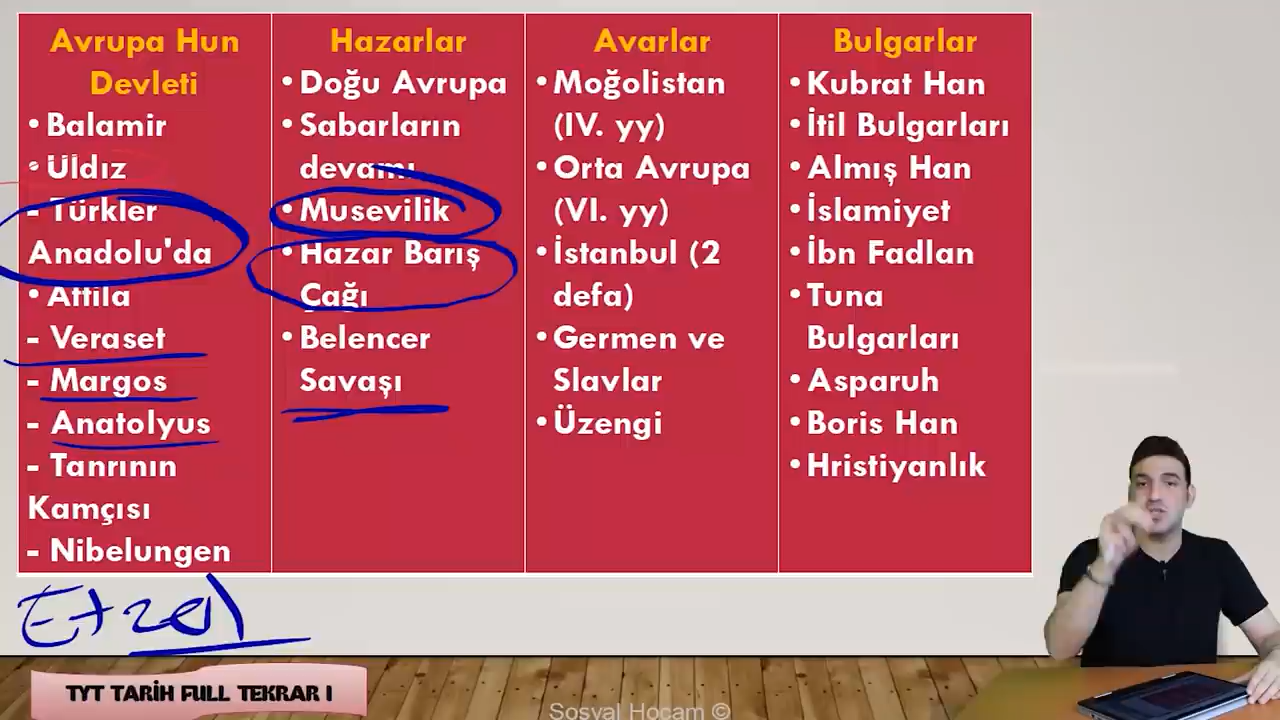 Avrupa Hun
Devleti
• Balamir
• Uldız
- Türkler
Anadolu'da
• Attila
- Veraset
- Margos
- Anatolyus
- Tanrının
Kamçısı
- Nibelungen
Hazarlar
• Doğu Avrupa
• Sabarların
devamı
• Musevilik
• Hazar Barış
Çağı
• Belencer
Savaşı
Avarlar
• Moğolistan
(IV. yy)
• Orta Avrupa
(VI. yy)
• İstanbul (2
defa)
• Germen ve
Slavlar
• Üzengi
Bulgarlar
• Kubrat Han
• İtil Bulgarları
• Almış Han
• İslamiyet
• İbn Fadlan
• Tuna
Bulgarları
• Asparuh
• Boris Han
• Hristiyanlık
Etzel
TYT TARİH FULL TEKRAR I
Sosyal Hocam ©